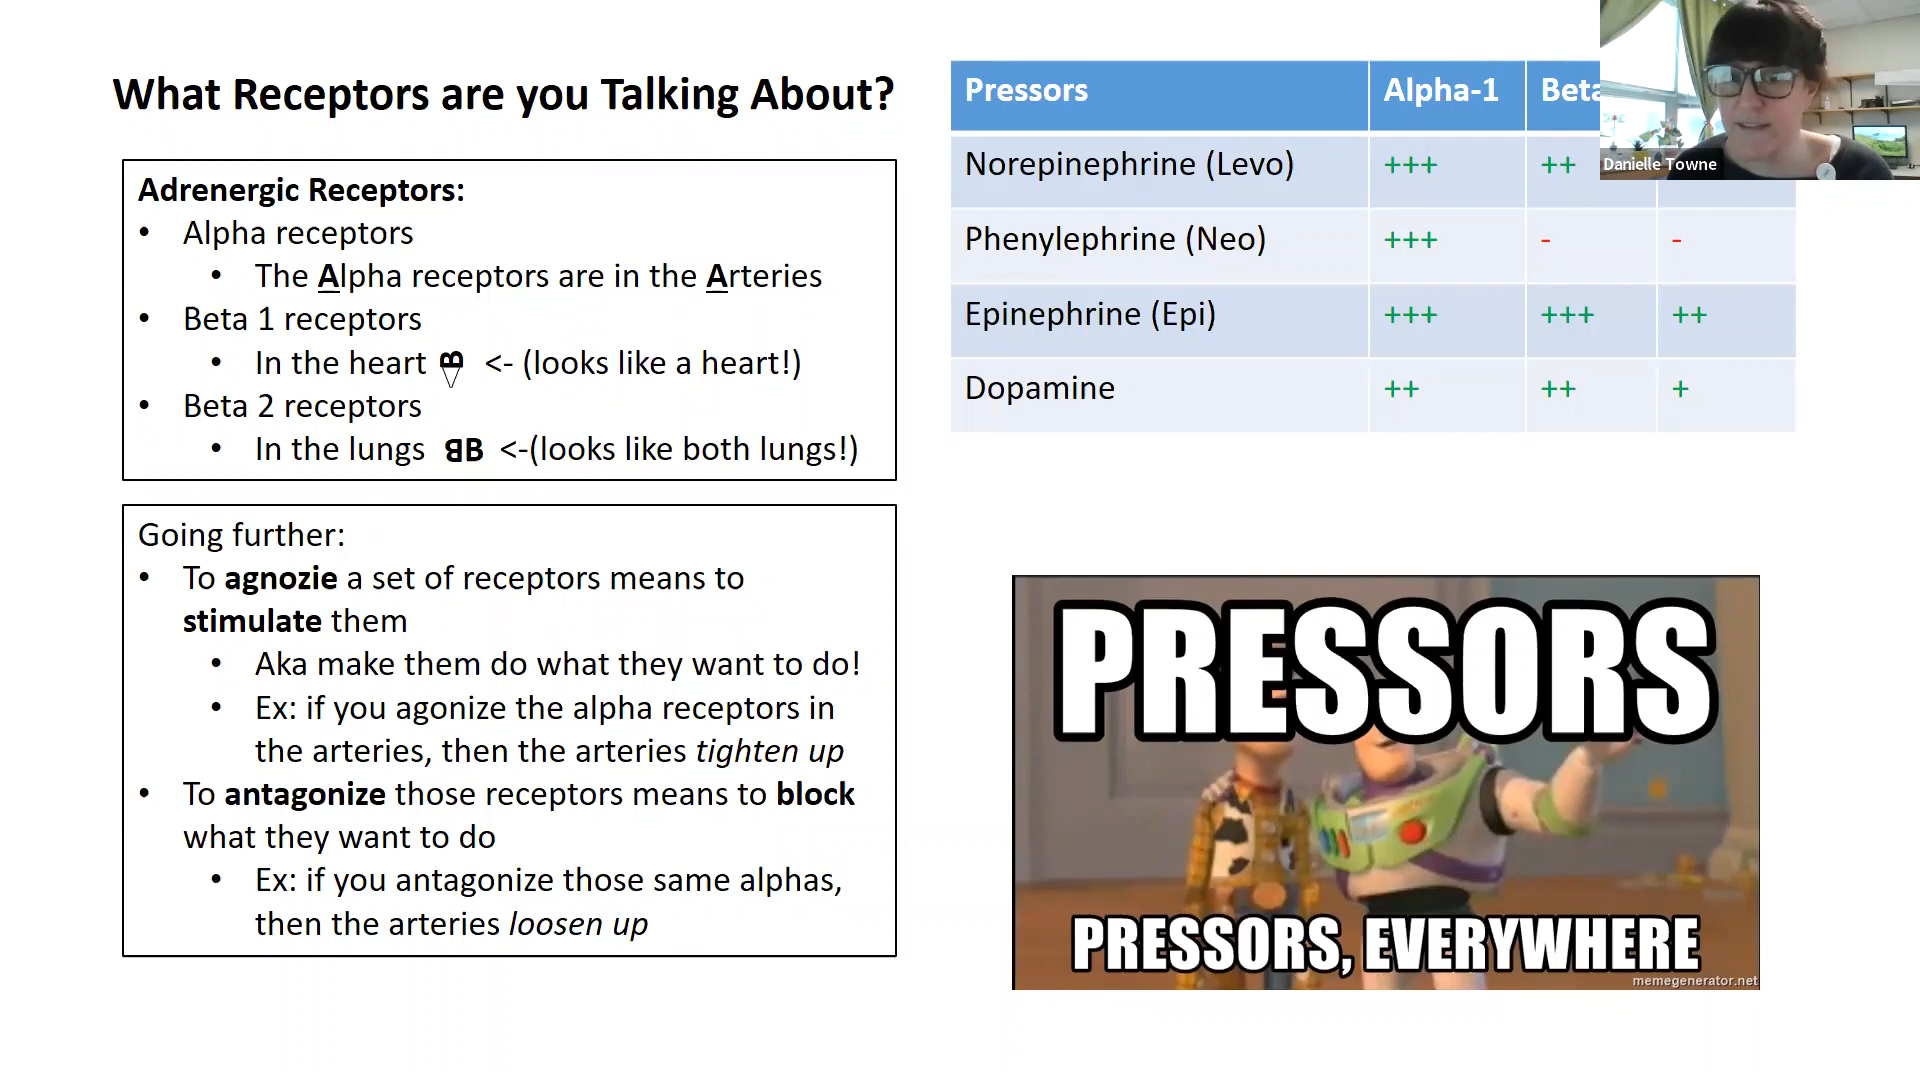 What Receptors are you Talking About?
Adrenergic Receptors:
• Alpha receptors
• The Alpha receptors are in the Arteries
• Beta 1 receptors
• In the heart B <- (looks like a heart!)
• Beta 2 receptors
• In the lungs BB <-(looks like both lungs!)
Going further:
• To agnozie a set of receptors means to
stimulate them
• Aka make them do what they want to do!
• Ex: if you agonize the alpha receptors in
the arteries, then the arteries tighten up
• To antagonize those receptors means to block
what they want to do
• Ex: if you antagonize those same alphas,
then the arteries loosen up
Pressors Alpha-1 Beta
Norepinephrine (Levo) +++ ++
Phenylephrine (Neo) +++ - -
Epinephrine (Epi) +++ +++ ++
Dopamine ++ ++ +
Danielle Towne
PRESSORS
PRESSORS, EVERYWHERE
memegenerator.net